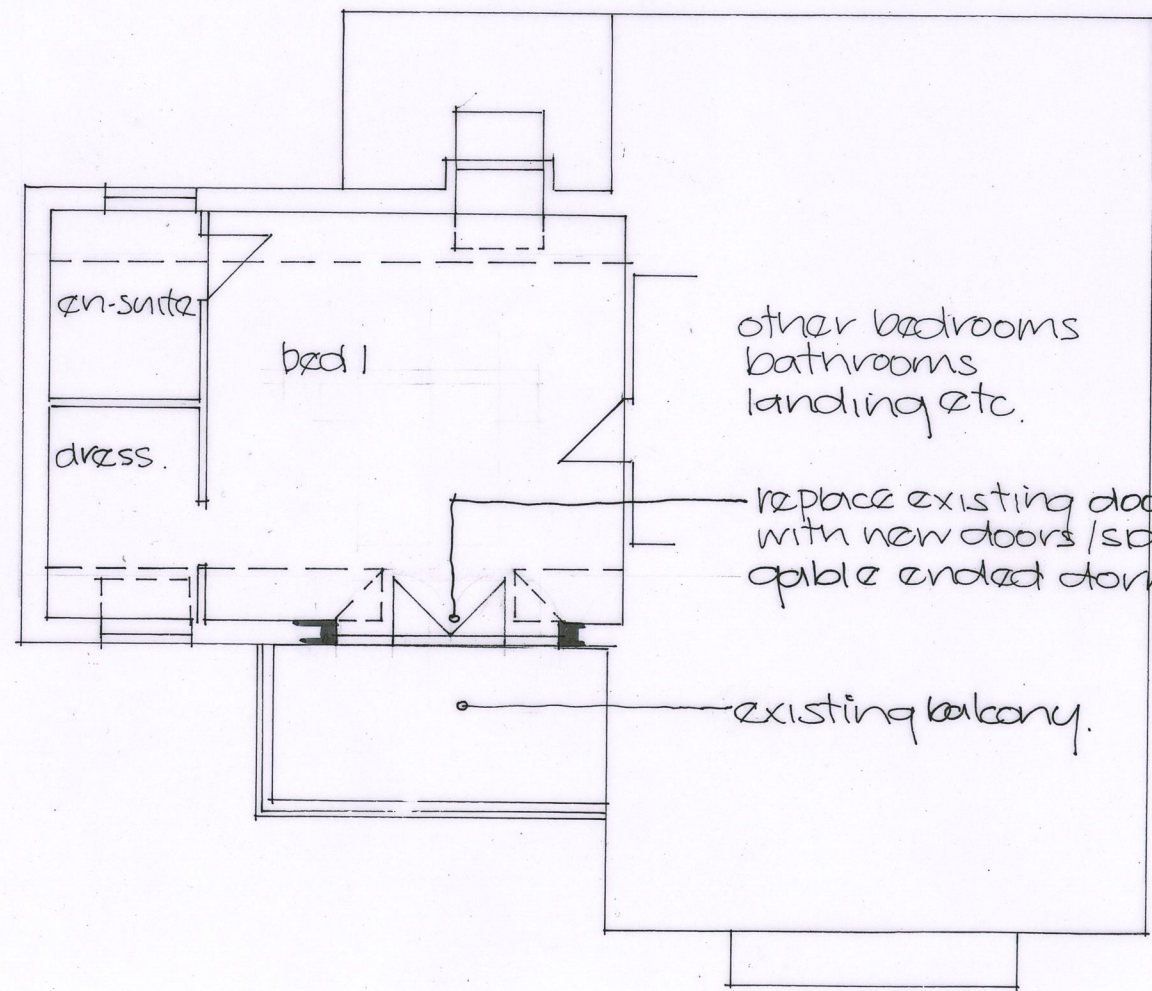 en-suite
bed 1
dress.
other bedrooms
bathrooms
landing etc.
replace existing
with new doors /
gable ended
existing balcony.